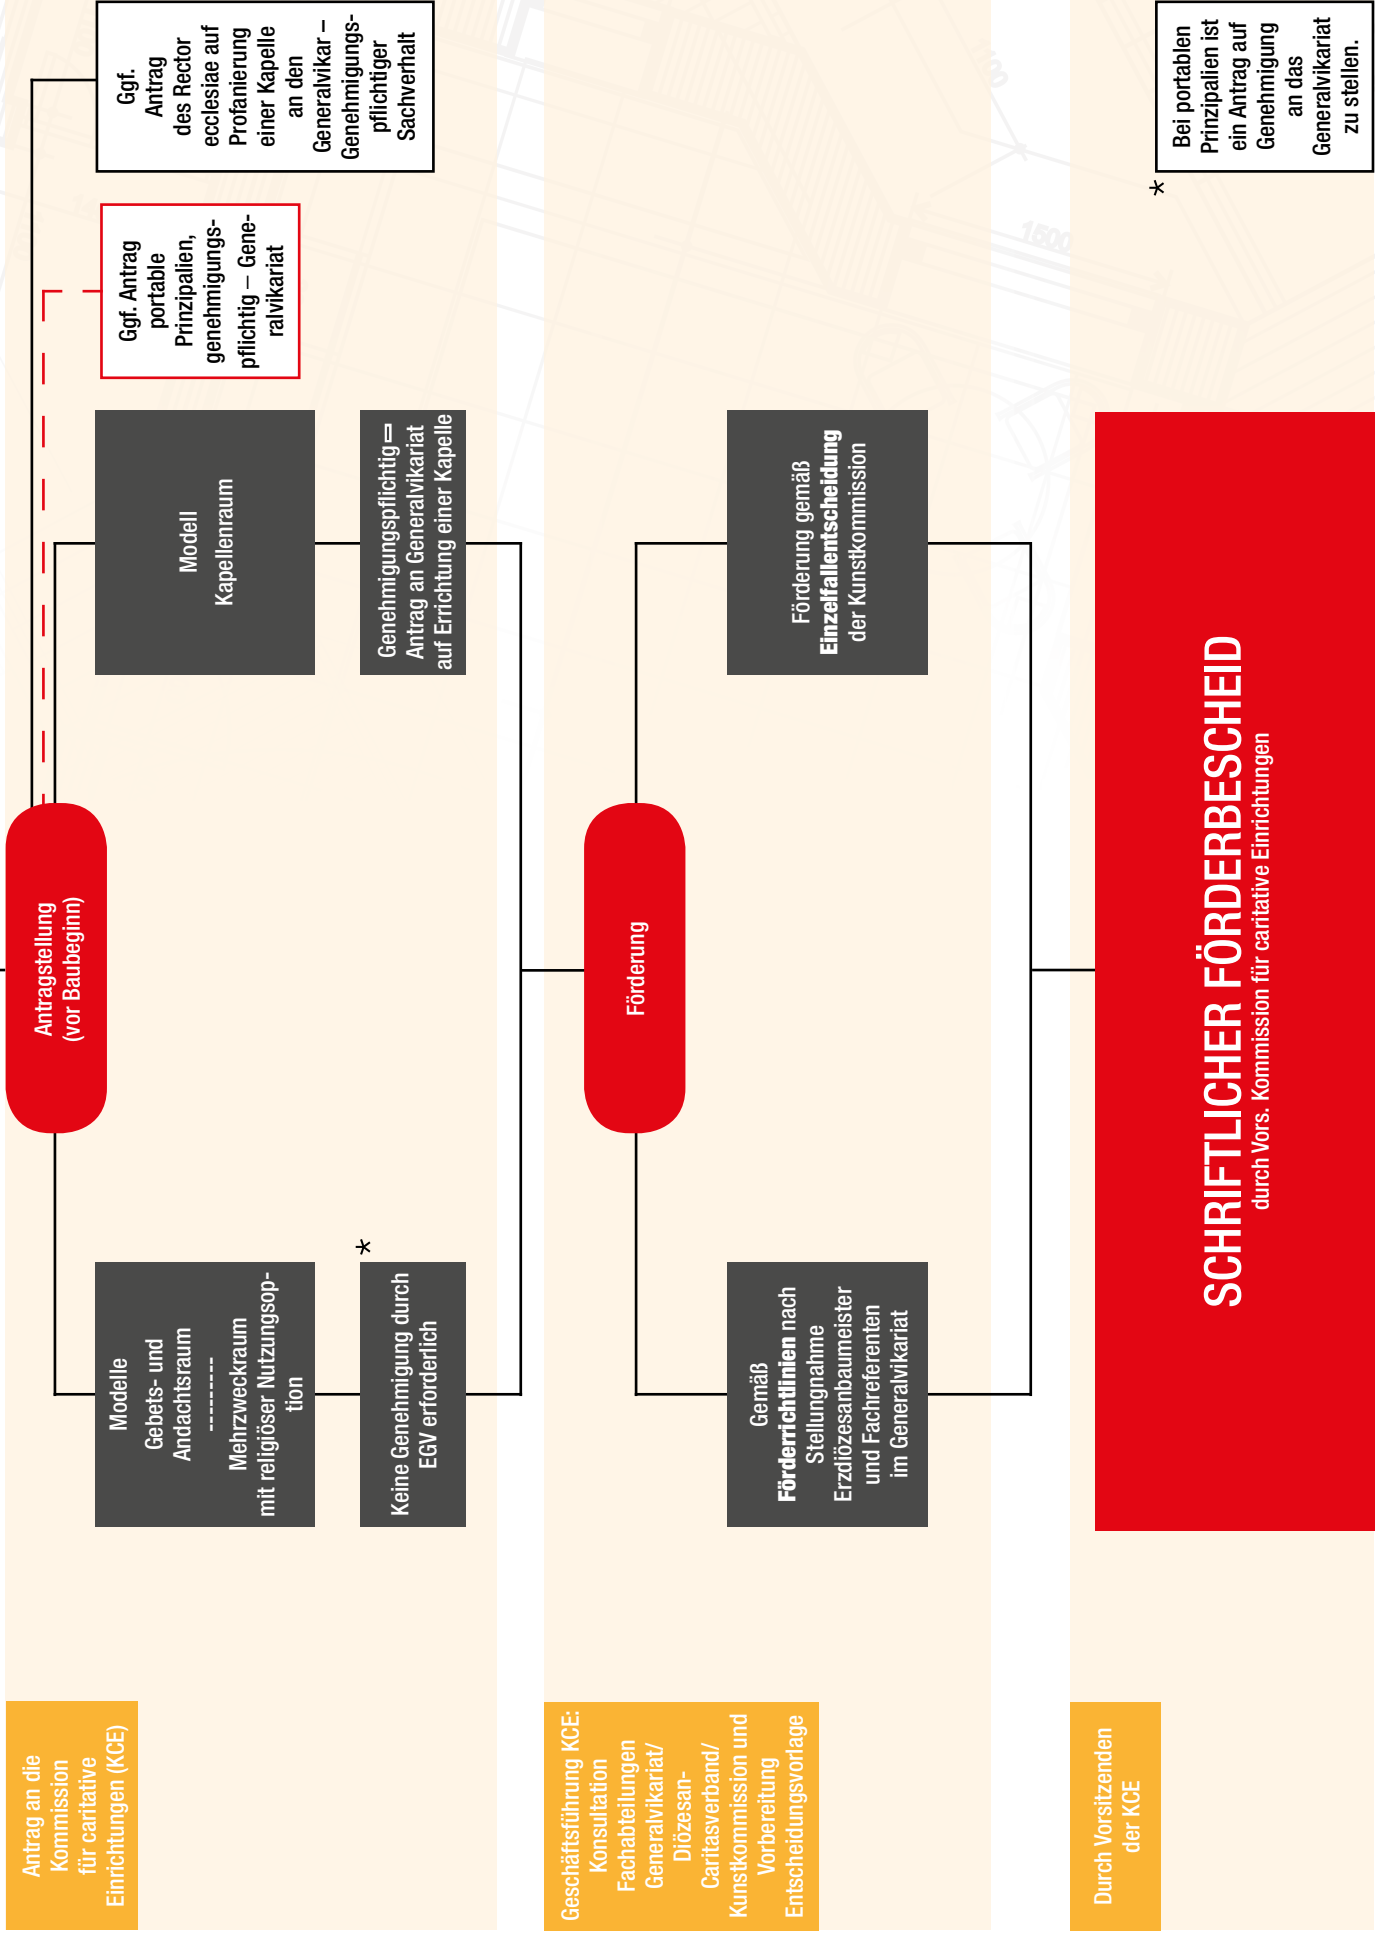 Antrag an die
Kommission
für caritative
Einrichtungen (KCE)
Antragstellung
(vor Baubeginn)
Modelle
Gebets- und
Andachtsraum
---------
Mehrzweckraum
mit religiöser Nutzungsop-
tion
Keine Genehmigung durch
EGV erforderlich
*
Modell
Kapellenraum
Genehmigungspflichtig
Antrag an Generalvikariat
auf Errichtung einer Kapelle
Ggf. Antrag
portable
Prinzipalien,
genehmigungs-
pflichtig – Gene-
ralvikariat
Ggf.
Antrag
des Rector
ecclesiae auf
Profanierung
einer Kapelle
an den
Generalvikar –
Genehmigungs-
pflichtiger
Sachverhalt
Geschäftsführung KCE:
Konsultation
Fachabteilungen
Generalvikariat/
Diözesan-
Caritasverband/
Kunstkommission und
Vorbereitung
Entscheidungsvorlage
Förderung
Gemäß
Förderrichtlinien nach
Stellungnahme
Erzdiözesanbaumeister
und Fachreferenten
im Generalvikariat
Förderung gemäß
Einzelfallentscheidung
der Kunstkommission
1500
Durch Vorsitzenden
der KCE
SCHRIFTLICHER FÖRDERBESCHEID
durch Vors. Kommission für caritative Einrichtungen
*
Bei portablen
Prinzipalien ist
ein Antrag auf
Genehmigung
an das
Generalvikariat
zu stellen.